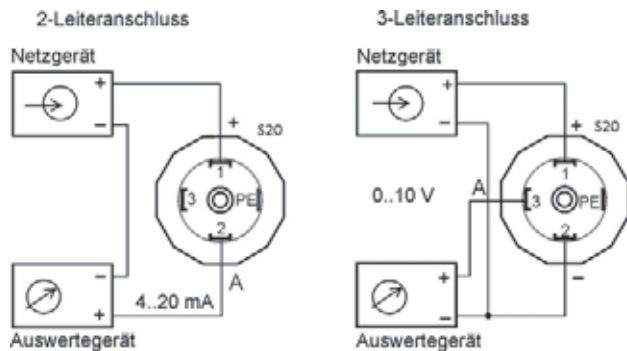 2-Leiteranschluss
Netzgerät
+
−
+
S20
1
3
PE
2
−
+
A
4..20 mA
Auswertegerät
3-Leiteranschluss
Netzgerät
+
−
+
S20
1
A
3
PE
0..10 V
2
+
−
−
Auswertegerät